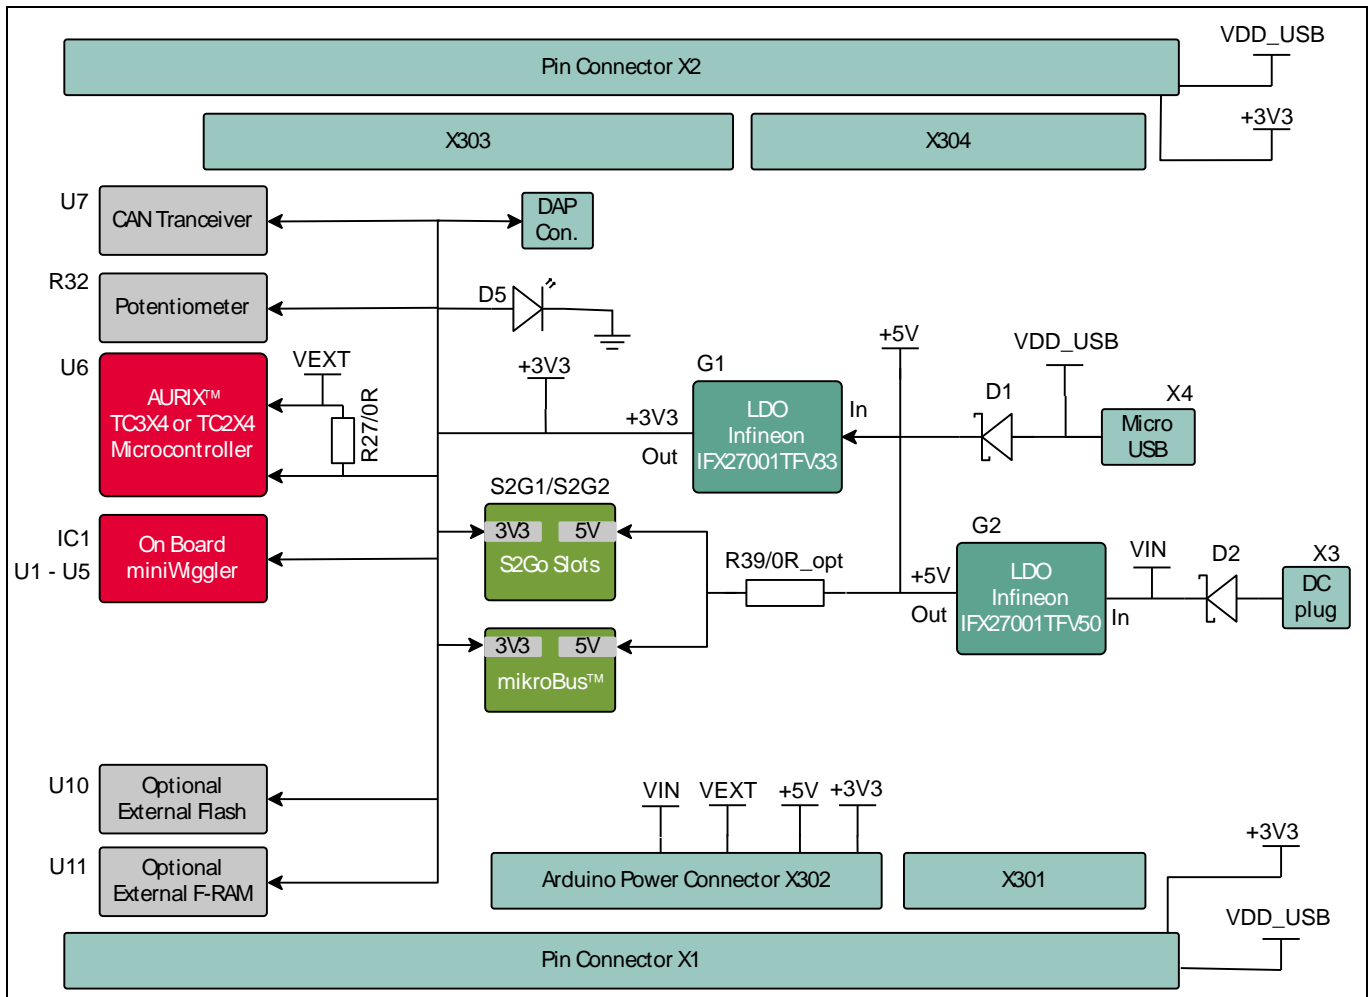 VDD_USB
Pin Connector X2
+3V3
X303
X304
U7
CAN Tranceiver
DAP
Con.
R32
Potentiometer
D5
U6
AURIX™
TC3X4 or TC2X4
Microcontroller
VEXT
R27/0R
+3V3
+3V3
Out
G1
LDO
Infineon
IFX27001TFV33
In
+5V
D1
VDD_USB
X4
Micro
USB
S2G1/S2G2
3V3
5V
S2Go Slots
IC1
U1 - U5
On Board
miniWiggler
R39/0R_opt
+5V
Out
G2
LDO
Infineon
IFX27001TFV50
In
VIN
D2
X3
DC
plug
3V3
5V
mikroBus™
U10
Optional
External Flash
VIN
VEXT
+5V
+3V3
U11
Optional
External F-RAM
Arduino Power Connector X302
X301
+3V3
VDD_USB
Pin Connector X1